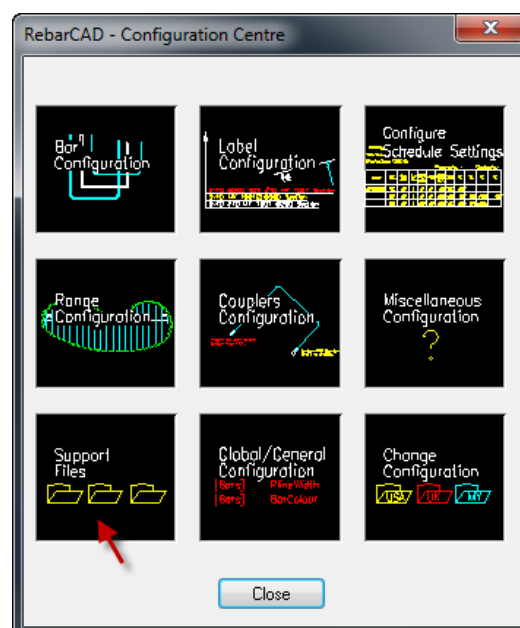 RebarCAD - Configuration Centre
Bar
Configuration
Label
Configuration
Configure
Schedule Settings
Range
Configuration
Couplers
Configuration
Miscellaneous
Configuration
?
Support
Files
Global/General
Configuration
[Bars] PlineWidth
[Bars] BarColour
Change
Configuration
USA UK MY
Close